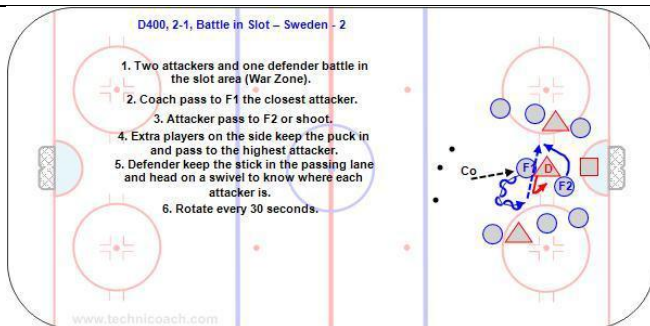 D400, 2-1, Battle in Slot – Sweden - 2
1. Two attackers and one defender battle in
the slot area (War Zone).
2. Coach pass to F1 the closest attacker.
3. Attacker pass to F2 or shoot.
4. Extra players on the side keep the puck in
and pass to the highest attacker.
5. Defender keep the stick in the passing lane
and head on a swivel to know where each
attacker is.
6. Rotate every 30 seconds.
Co
F1
D
F2
www.technicoach.com